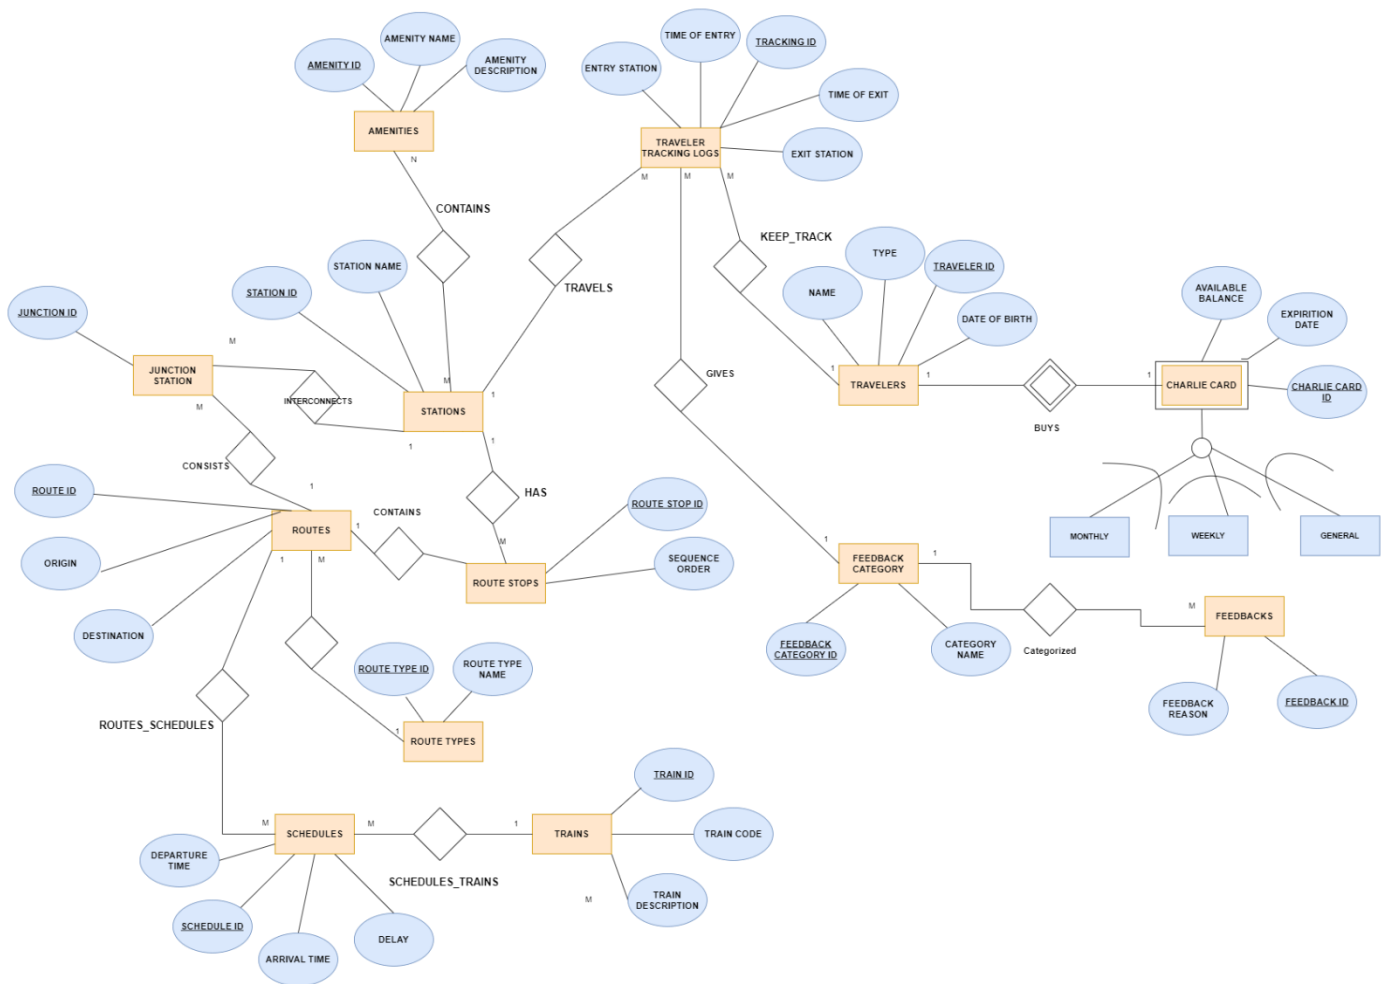 TIME OF ENTRY
AMENITY NAME
TRACKING ID
AMENITY ID
AMENITY
DESCRIPTION
ENTRY STATION
TIME OF EXIT
AMENITIES
TRAVELER
TRACKING LOGS
EXIT STATION
N
M
M
M
CONTAINS
KEEP_TRACK
TYPE
STATION NAME
TRAVELER ID
TRAVELS
NAME
STATION ID
AVAILABLE
BALANCE
JUNCTION ID
DATE OF BIRTH
EXPIRITION
DATE
M
JUNCTION
STATION
GIVES
1
1
1
M
TRAVELERS
CHARLIE CARD
CHARLIE CARD
ID
1
INTERCONNECTS
M
STATIONS
BUYS
1
1
CONSISTS
1
ROUTE ID
HAS
ROUTE STOP ID
CONTAINS
1
ROUTES
MONTHLY
WEEKLY
GENERAL
M
1
1
1
M
ORIGIN
SEQUENCE
ORDER
FEEDBACK
CATEGORY
ROUTE STOPS
M
FEEDBACKS
DESTINATION
FEEDBACK
CATEGORY ID
CATEGORY
NAME
Categorized
ROUTE TYPE ID
ROUTE TYPE
NAME
FEEDBACK
REASON
FEEDBACK ID
ROUTES_SCHEDULES
1
ROUTE TYPES
TRAIN ID
M
SCHEDULES
M
1
TRAINS
TRAIN CODE
DEPARTURE
TIME
SCHEDULES_TRAINS
M
TRAIN
DESCRIPTION
SCHEDULE ID
DELAY
ARRIVAL TIME